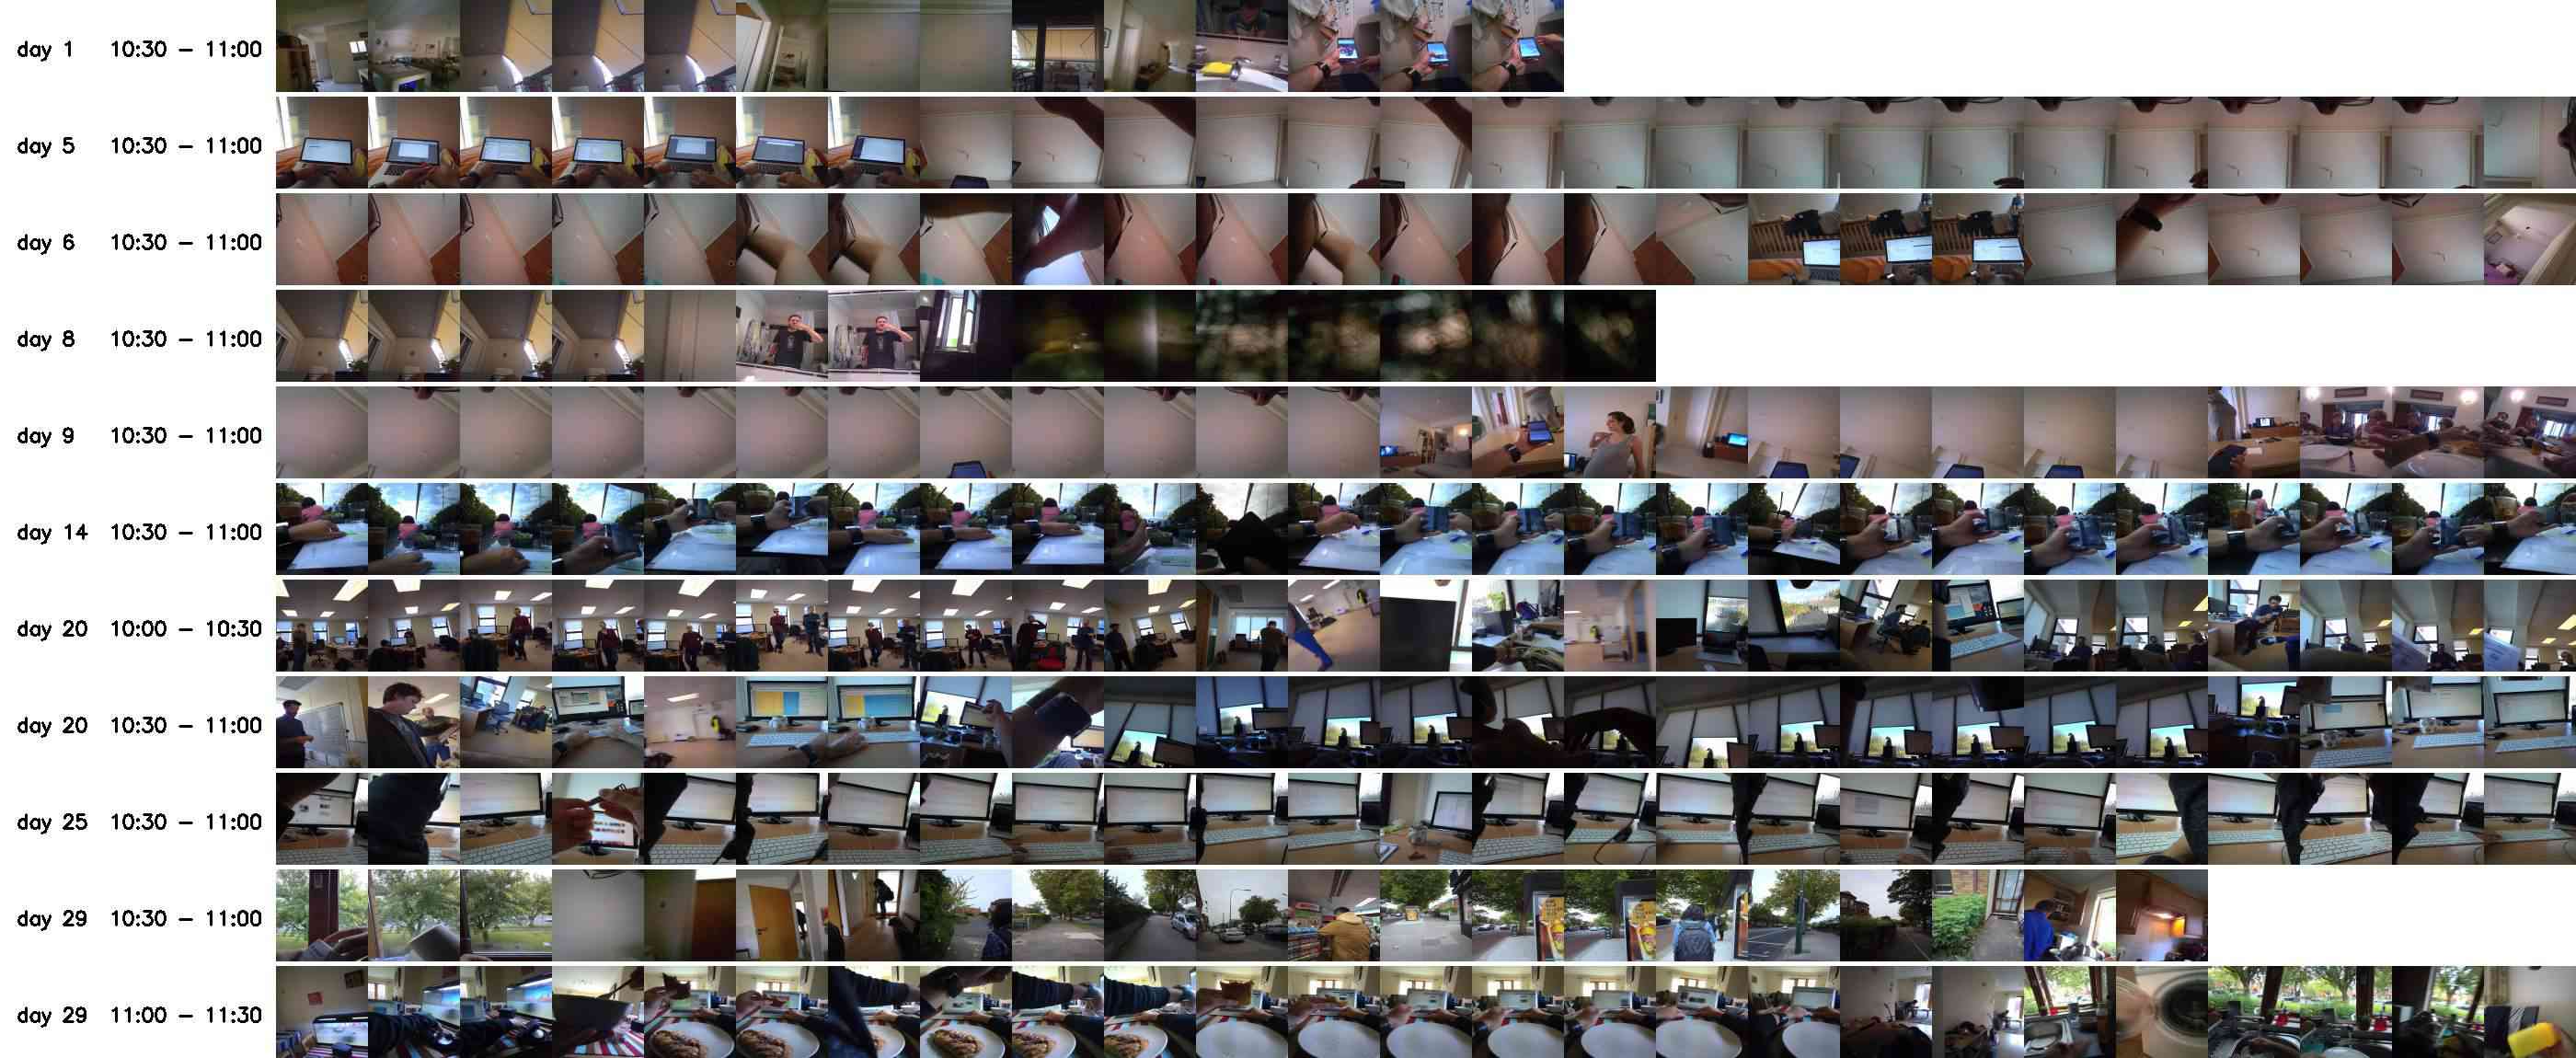 day 1 10:30 – 11:00
day 5 10:30 – 11:00
day 6 10:30 – 11:00
day 8 10:30 – 11:00
day 9 10:30 – 11:00
day 14 10:30 – 11:00
day 20 10:00 – 10:30
day 20 10:30 – 11:00
day 25 10:30 – 11:00
day 29 10:30 – 11:00
day 29 11:00 – 11:30